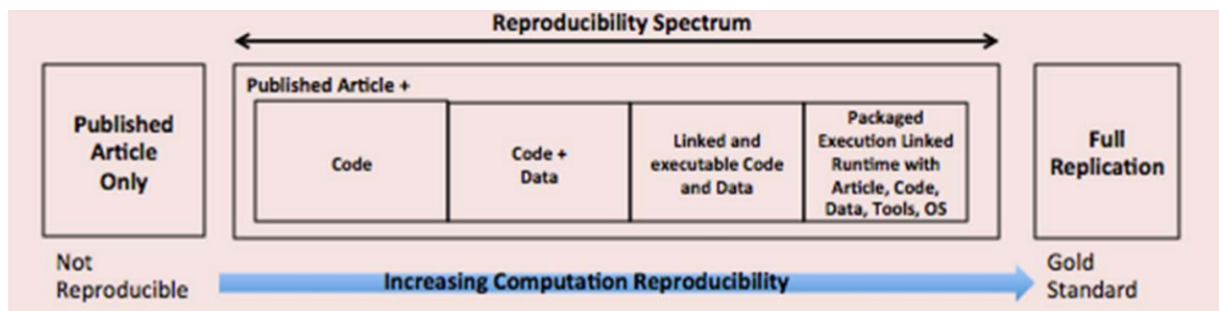 Reproducibility Spectrum
Published
Article
Only
Published Article +
Code
Code +
Data
Linked and
executable Code
and Data
Packaged
Execution Linked
Runtime with
Article, Code,
Data, Tools, OS
Full
Replication
Not
Reproducible
Increasing Computation Reproducibility
Gold
Standard